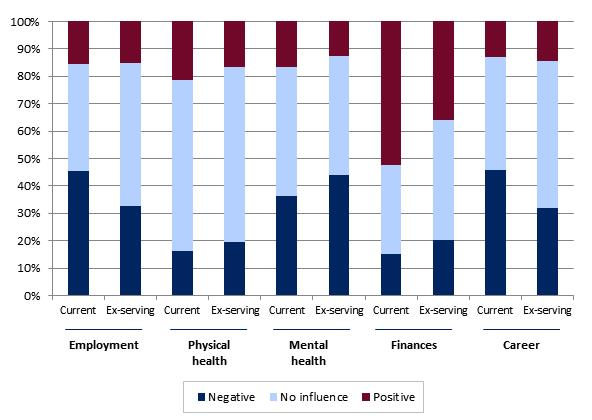 100%
90%
80%
70%
60%
50%
40%
30%
20%
10%
0%
Current Ex-serving Current Ex-serving Current Ex-serving Current Ex-serving Current Ex-serving
Employment Physical Mental Finances Career
health health
Negative No influence Positive